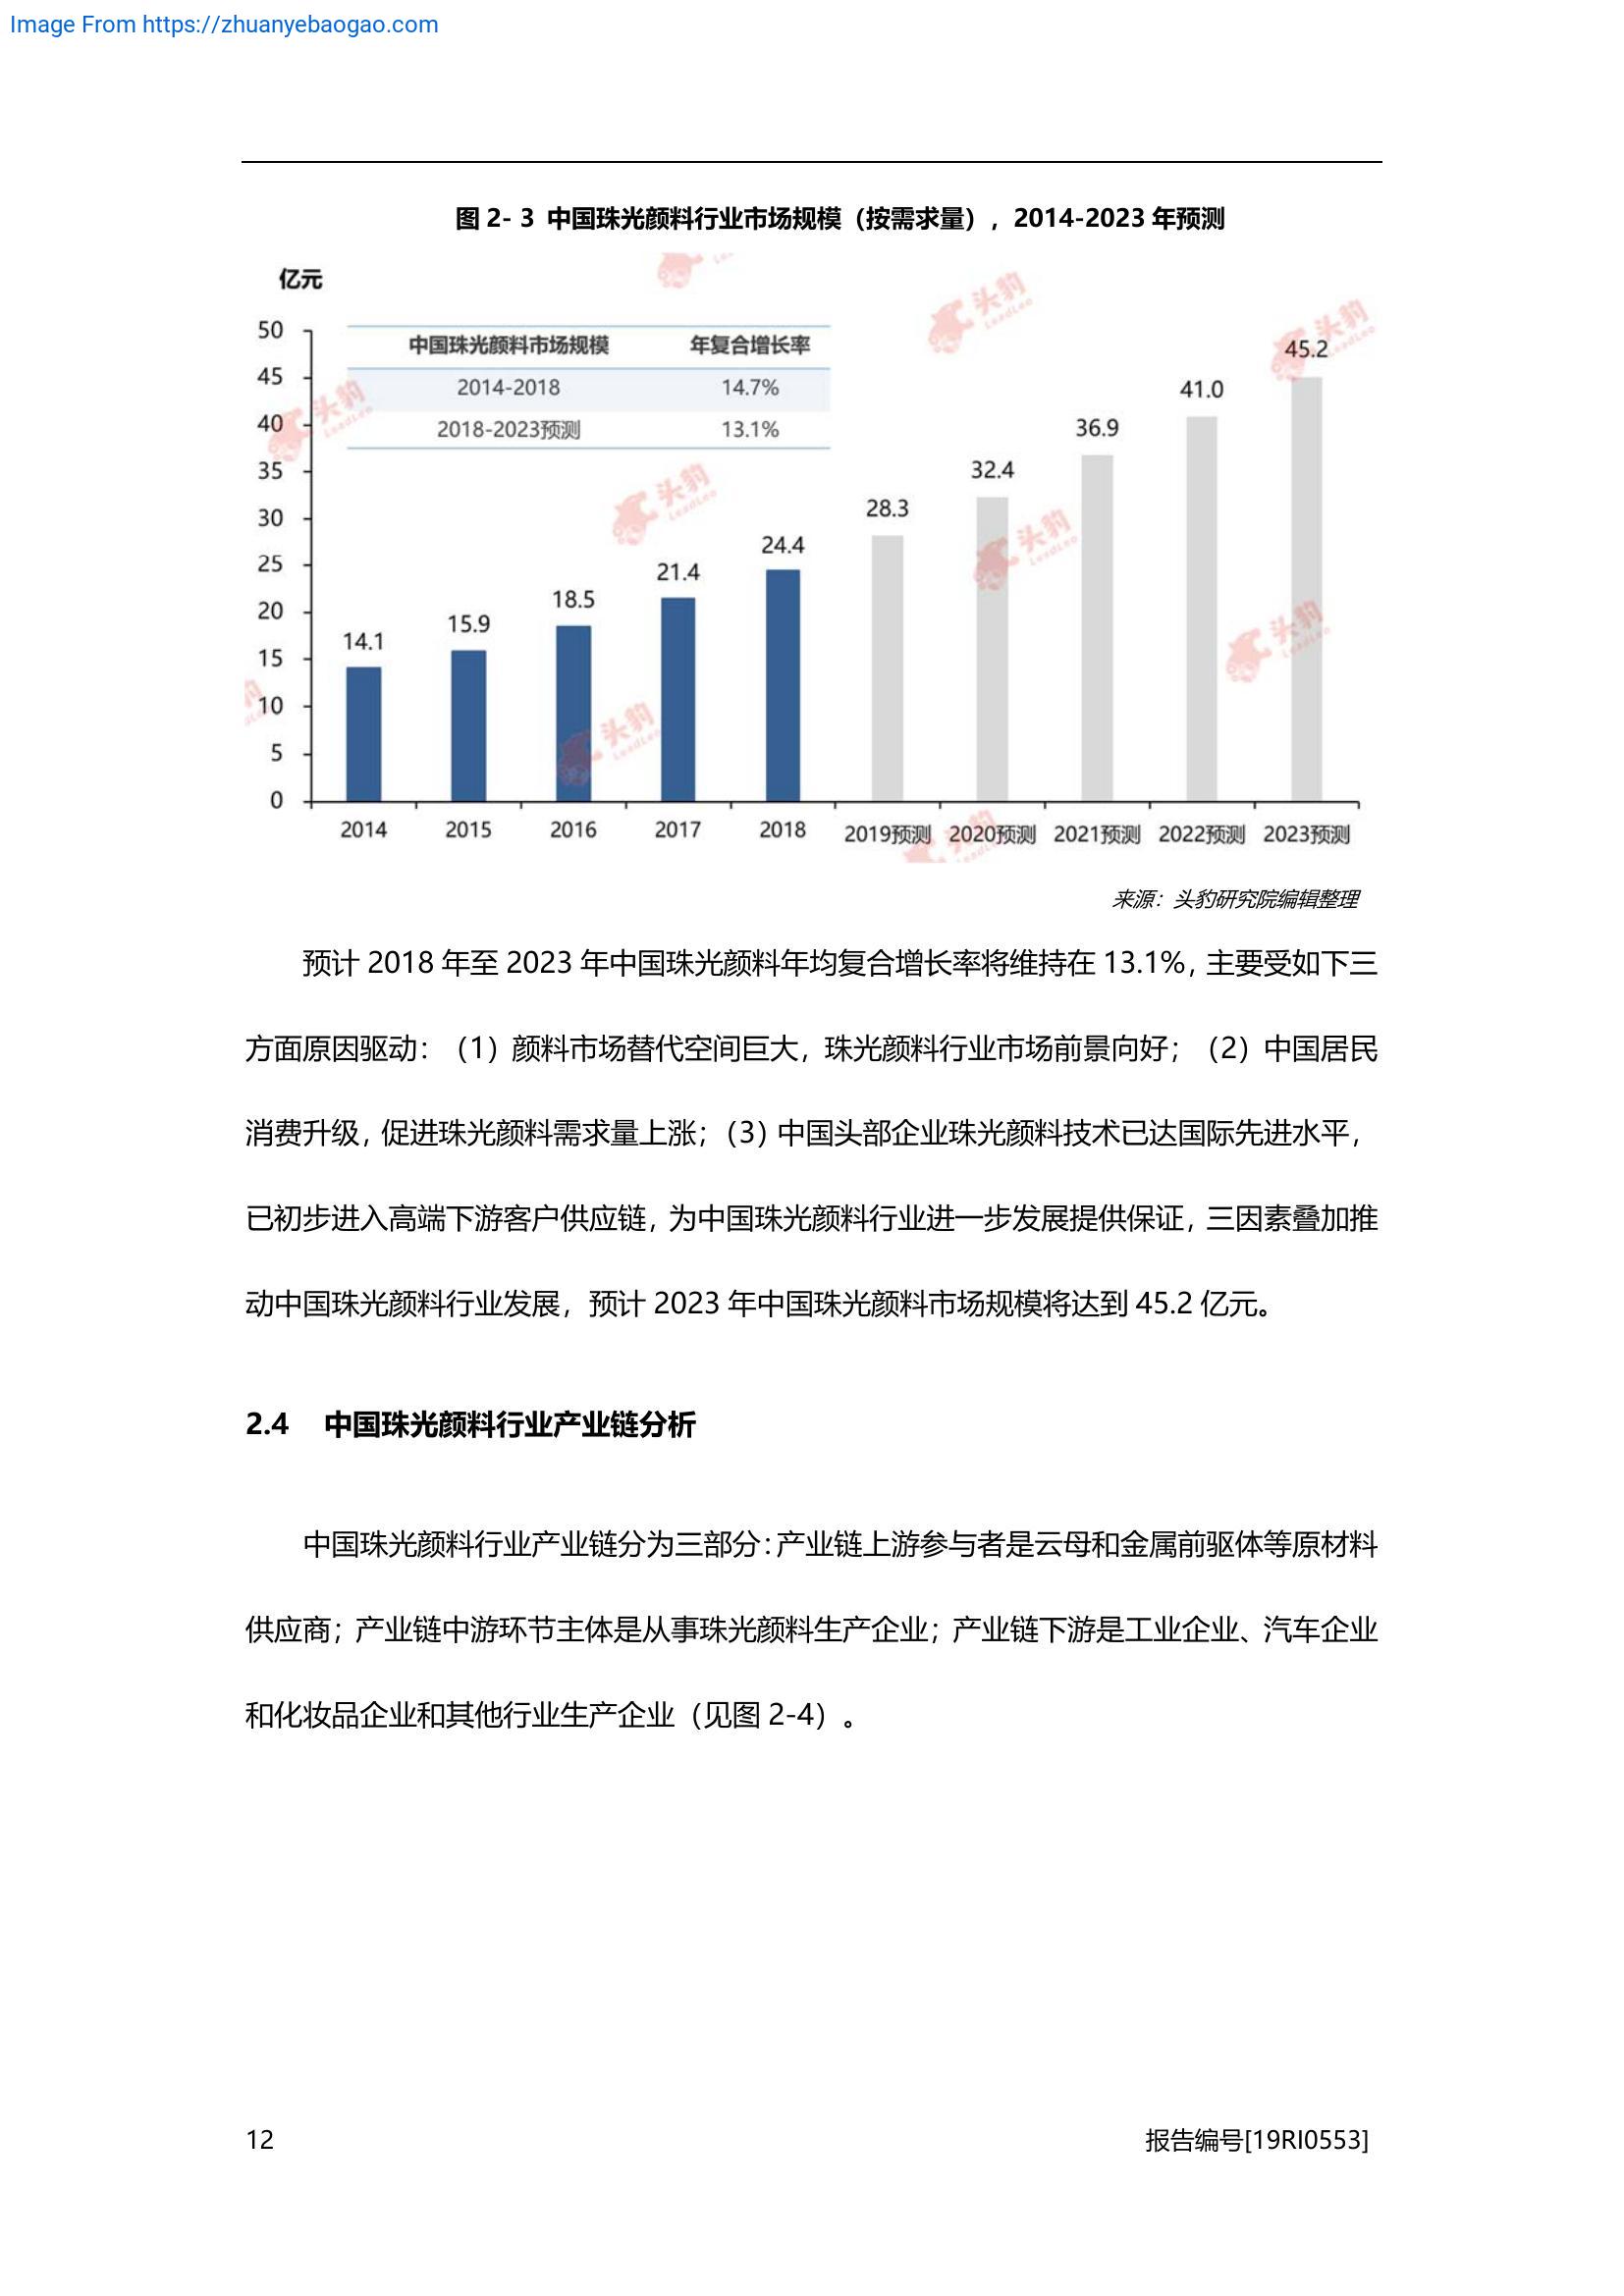 Image From https://zhuanyebaogao.com
图 2- 3 中国珠光颜料行业市场规模（按需求量），2014-2023 年预测
亿元
50
45
40
35
30
25
20
15
10
5
0
中国珠光颜料市场规模 年复合增长率
2014-2018 14.7%
2018-2023预测 13.1%
14.1 15.9 18.5 21.4 24.4 28.3 32.4 36.9 41.0 45.2
2014 2015 2016 2017 2018 2019预测 2020预测 2021预测 2022预测 2023预测
头豹
LeadLeo
来源：头豹研究院编辑整理
预计 2018 年至 2023 年中国珠光颜料年均复合增长率将维持在 13.1%，主要受如下三
方面原因驱动：（1）颜料市场替代空间巨大，珠光颜料行业市场前景向好；（2）中国居民
消费升级，促进珠光颜料需求量上涨；（3）中国头部企业珠光颜料技术已达国际先进水平，
已初步进入高端下游客户供应链，为中国珠光颜料行业进一步发展提供保证，三因素叠加推
动中国珠光颜料行业发展，预计 2023 年中国珠光颜料市场规模将达到 45.2 亿元。
2.4 中国珠光颜料行业产业链分析
中国珠光颜料行业产业链分为三部分：产业链上游参与者是云母和金属前驱体等原材料
供应商；产业链中游环节主体是从事珠光颜料生产企业；产业链下游是工业企业、汽车企业
和化妆品企业和其他行业生产企业（见图 2-4）。
12 报告编号[19RI0553]